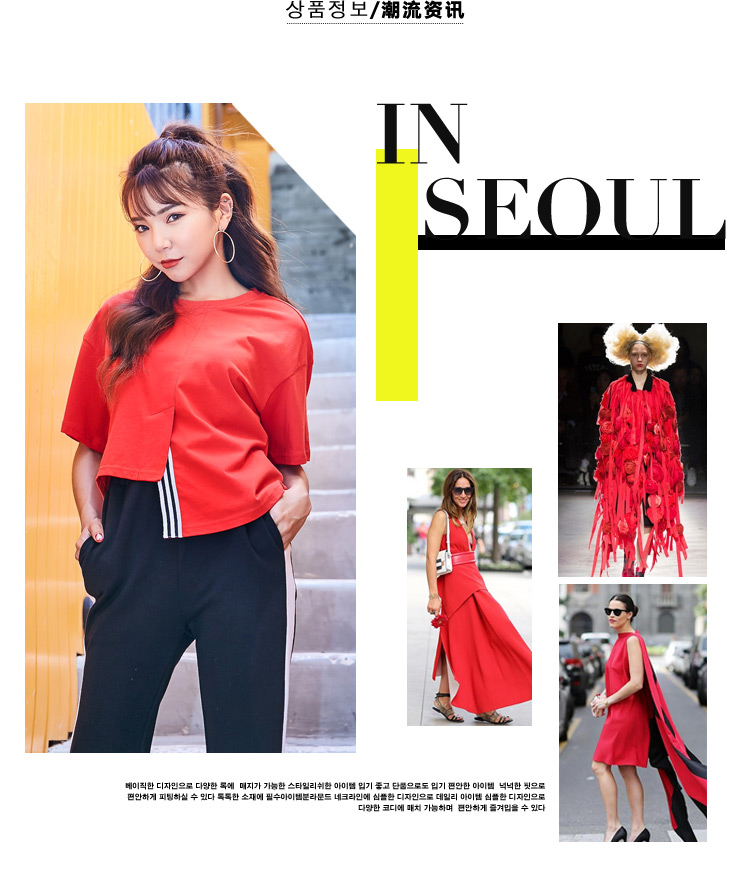 상품정보/潮流资讯
IN
SEOUL
베이직한 디자인으로 다양한 룩에 매지가 가능한 스타일리쉬한 아이템 입기 좋고 단품으로도 입기 편안한 아이템 넉넉한 핏으로
편안하게 피팅하실 수 있다 톡톡한 소재에 필수아이템분라운드 네크라인에 심플한 디자인으로 데일리 아이템 심플한 디자인으로
다양한 코디에 매치 가능하며 편안하게 즐겨입을 수 있다